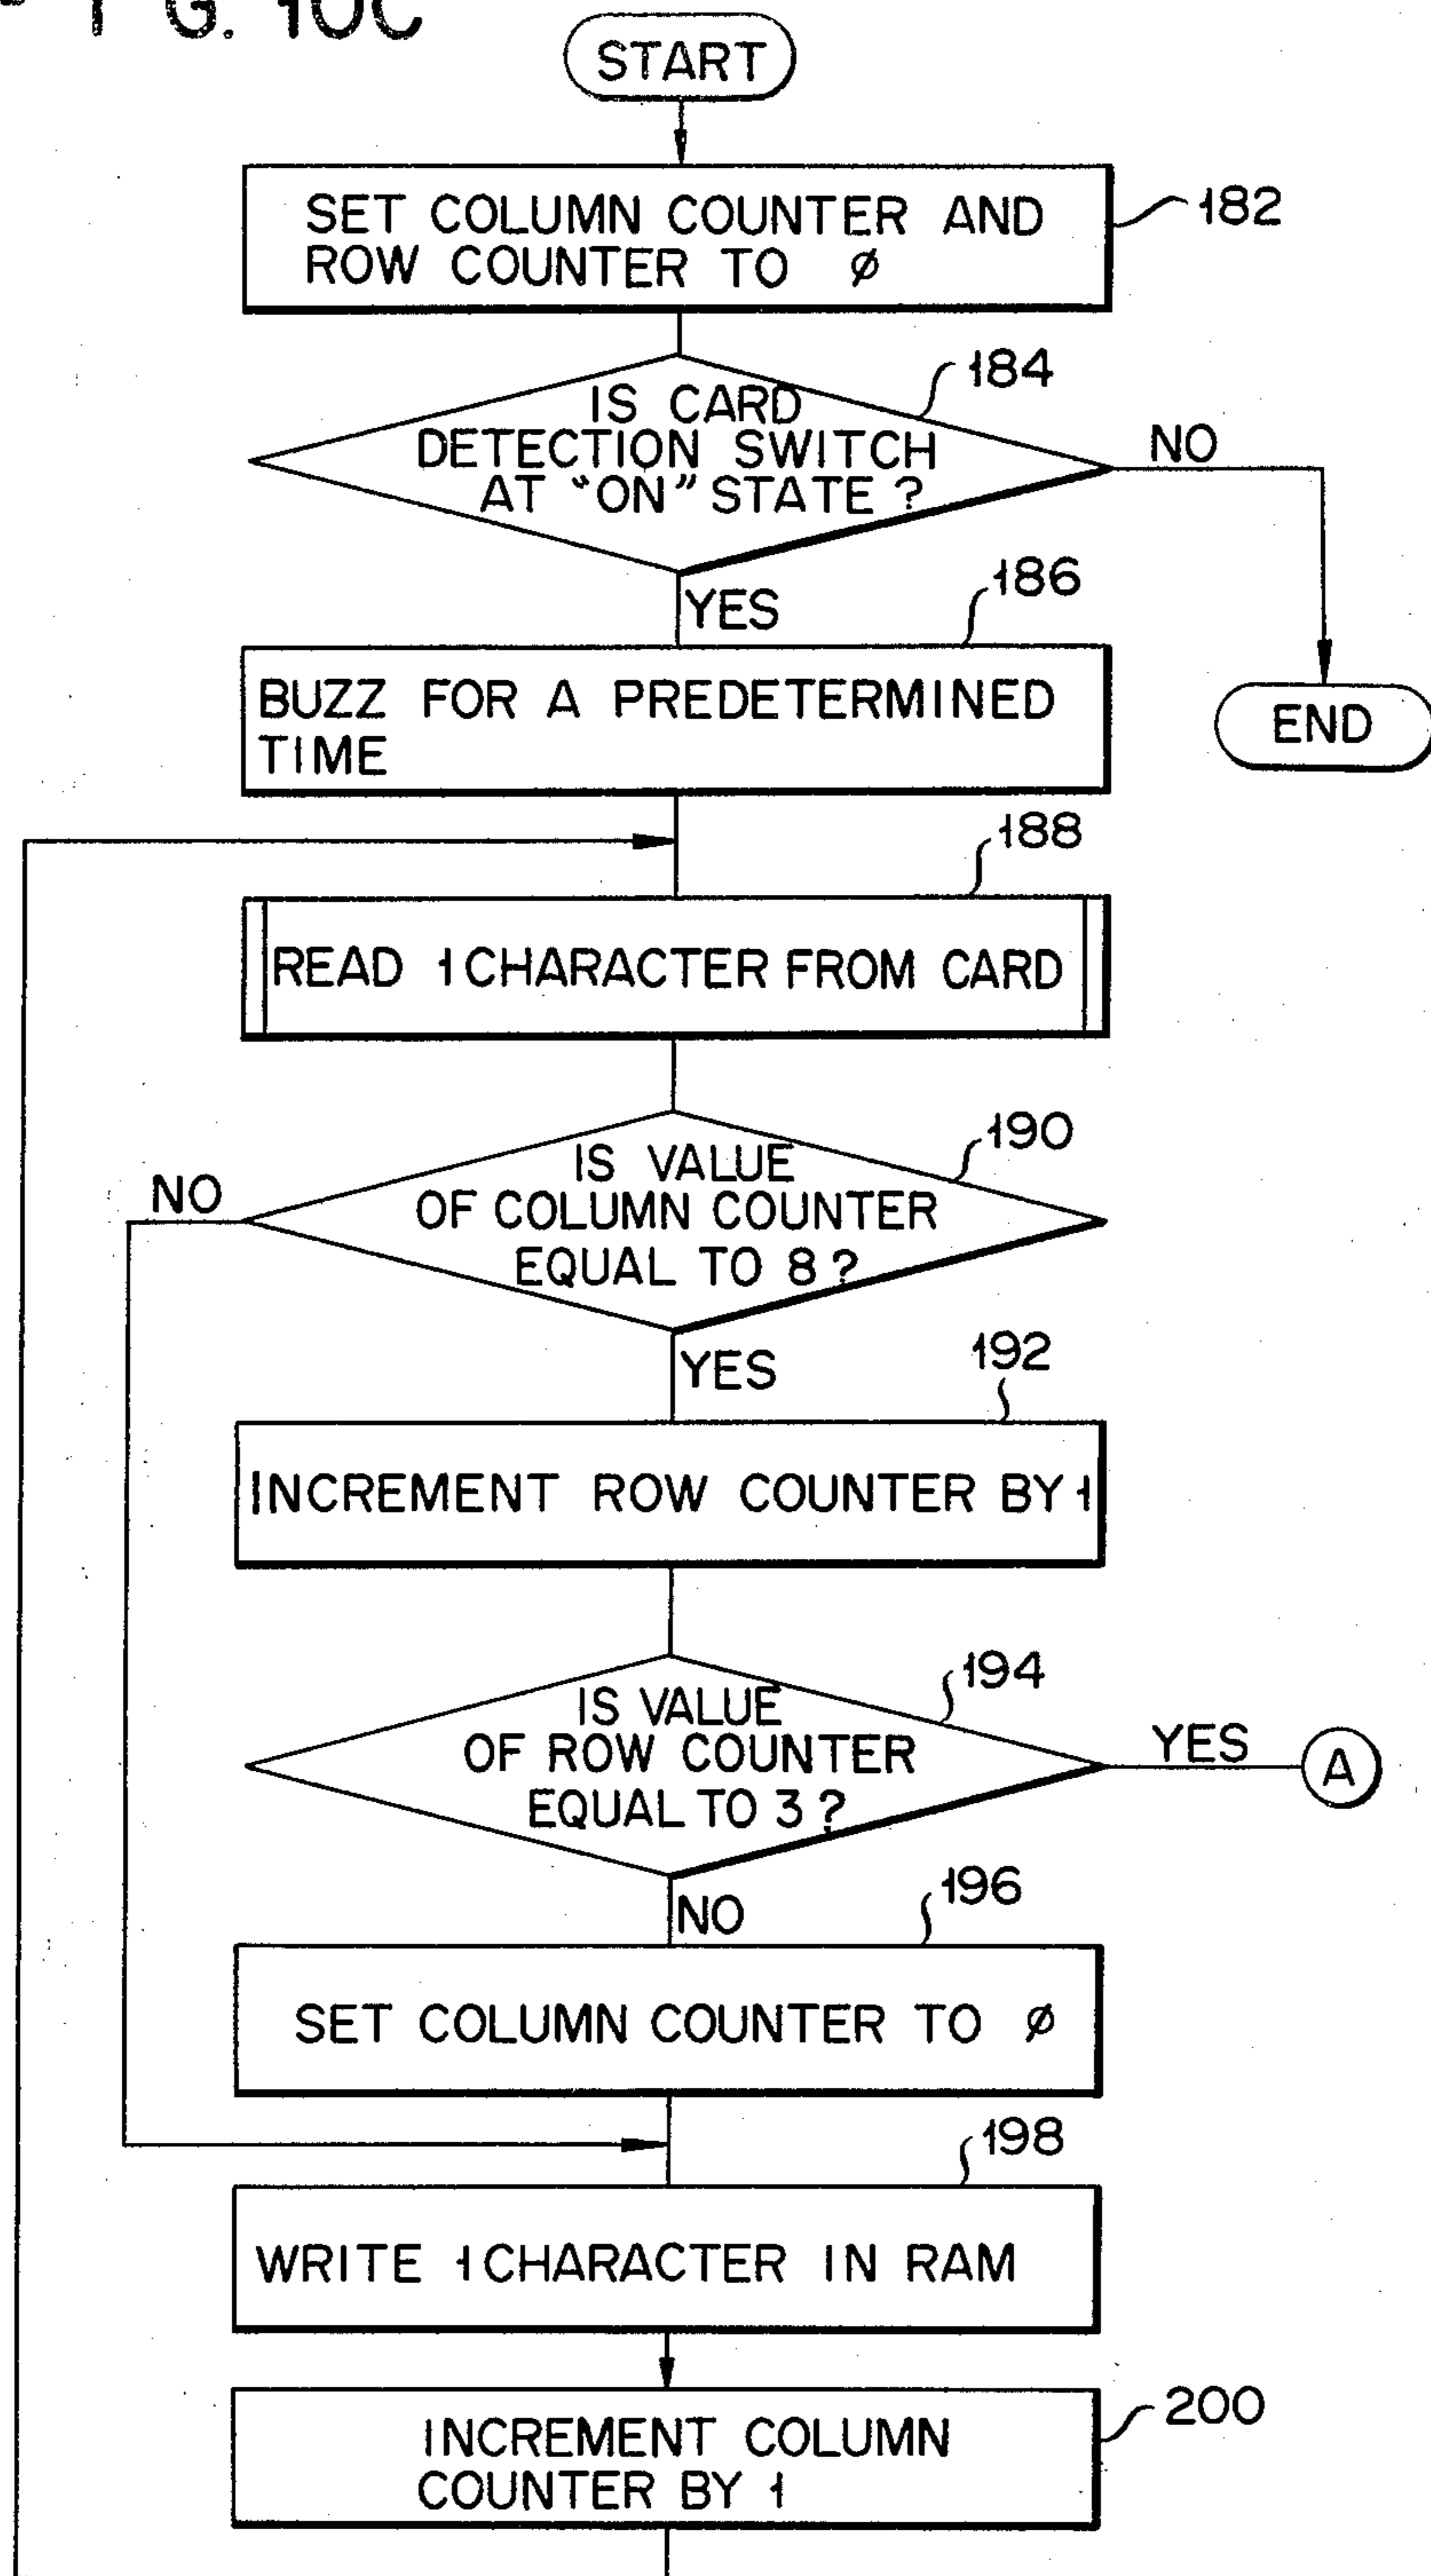 G. 10C
START
SET COLUMN COUNTER AND
ROW COUNTER TO Ø
182
IS CARD
DETECTION SWITCH
AT "ON" STATE ?
184
NO
YES
END
186
BUZZ FOR A PREDETERMINED
TIME
188
READ 1 CHARACTER FROM CARD
190
IS VALUE
OF COLUMN COUNTER
EQUAL TO 8 ?
NO
YES
192
INCREMENT ROW COUNTER BY 1
194
IS VALUE
OF ROW COUNTER
EQUAL TO 3 ?
YES
A
NO
196
SET COLUMN COUNTER TO Ø
198
WRITE 1 CHARACTER IN RAM
200
INCREMENT COLUMN
COUNTER BY 1